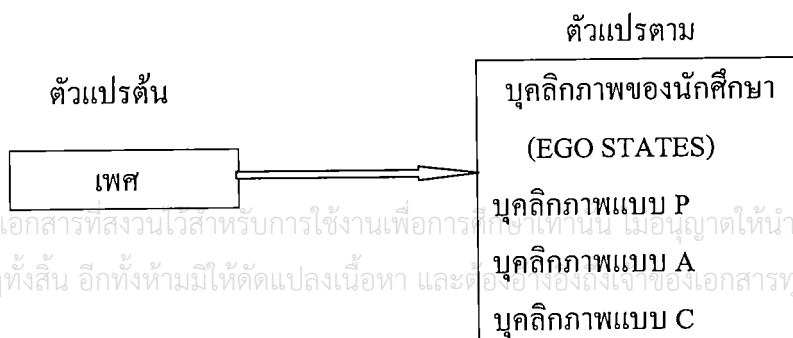 ตัวแปรตาม
ตัวแปรต้น
บุคลิกภาพของนักศึกษา
(EGO STATES)
เพศ
บุคลิกภาพแบบ P
เอกสารที่สงวนไว้สำหรับการใช้งานเพื่อการศึกษาเท่านั้น ไม่อนุญาตให้นำ
บุคลิกภาพแบบ A
ทั้งสิ้น อีกทั้งห้ามมิให้ดัดแปลงเนื้อหา และต้องอ้างอิงถึงเจ้าของเอกสาร
บุคลิกภาพแบบ C